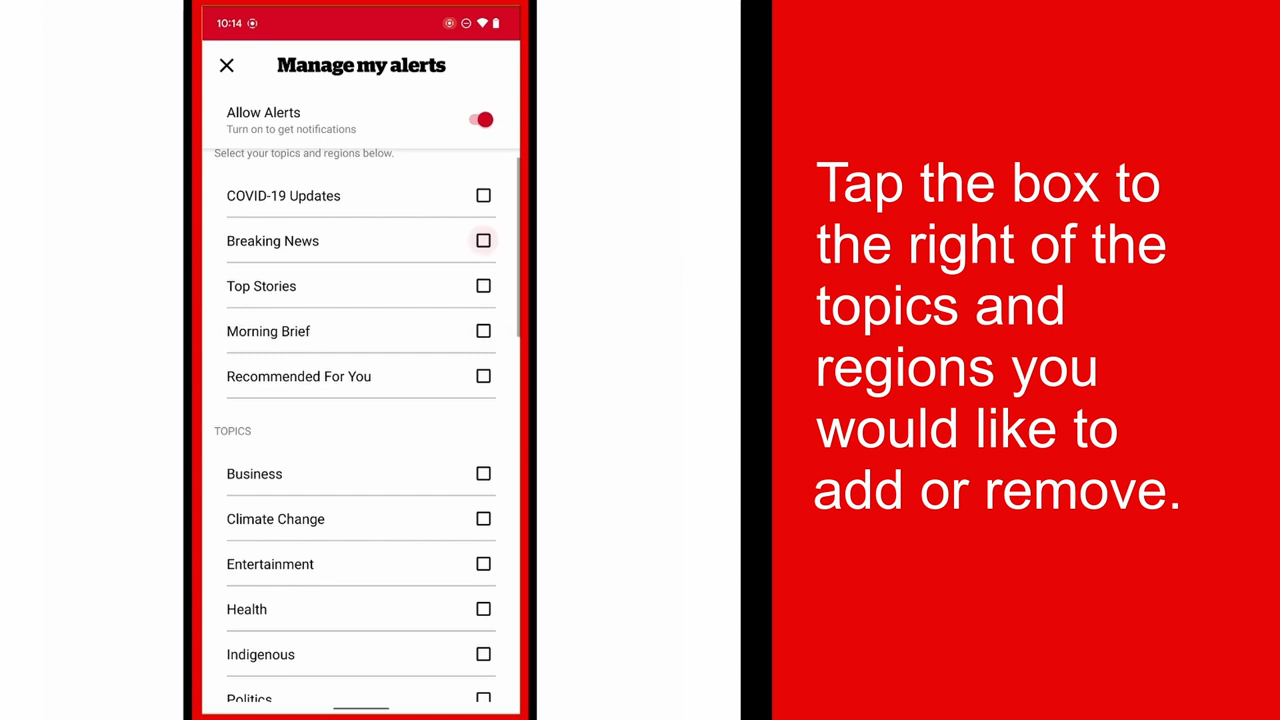 10:14
Manage my alerts
Allow Alerts
Turn on to get notifications
Select your topics and regions below.
COVID-19 Updates
Breaking News
Top Stories
Morning Brief
Recommended For You
TOPICS
Business
Climate Change
Entertainment
Health
Indigenous
Politics
Tap the box to
the right of the
topics and
regions you
would like to
add or remove.